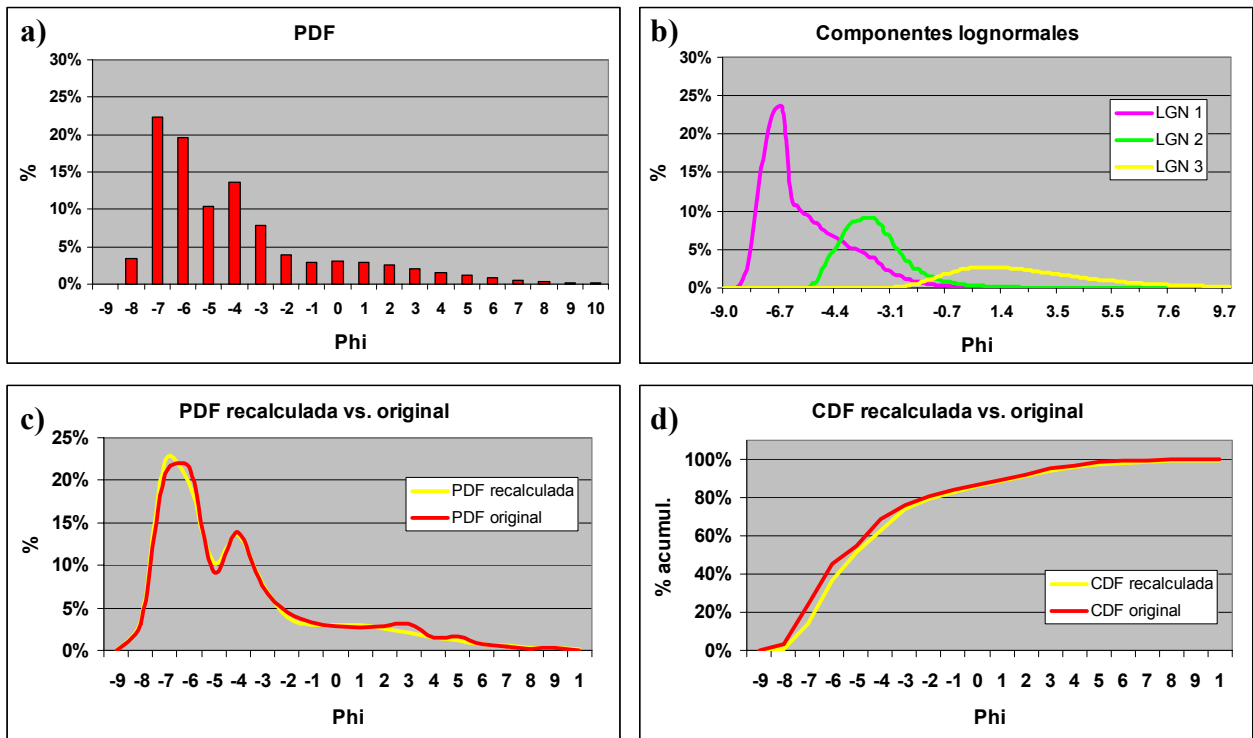 a)
PDF
30%
25%
20%
15%
10%
5%
0%
%
-9 -8 -7 -6 -5 -4 -3 -2 -1 0 1 2 3 4 5 6 7 8 9 10
Phi
b)
Componentes lognormales
30%
25%
20%
15%
10%
5%
0%
%
LGN 1
LGN 2
LGN 3
-9.0 -6.7 -4.4 -3.1 -0.7 1.4 3.5 5.5 7.6 9.7
Phi
c)
PDF recalculada vs. original
25%
20%
15%
10%
5%
0%
%
PDF recalculada
PDF original
-9 -8 -7 -6 -5 -4 -3 -2 -1 0 1 2 3 4 5 6 7 8 9 1
Phi
d)
CDF recalculada vs. original
100%
80%
60%
40%
20%
0%
% acumul.
CDF recalculada
CDF original
-9 -8 -7 -6 -5 -4 -3 -2 -1 0 1 2 3 4 5 6 7 8 9 1
Phi